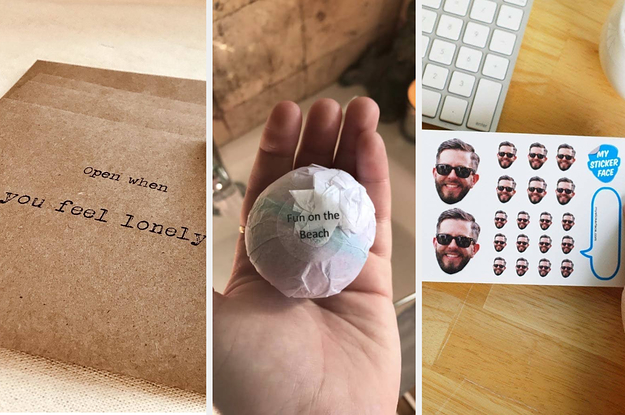 Open when
you feel lonely
Fun on the
Beach
MY
STICKER
FACE